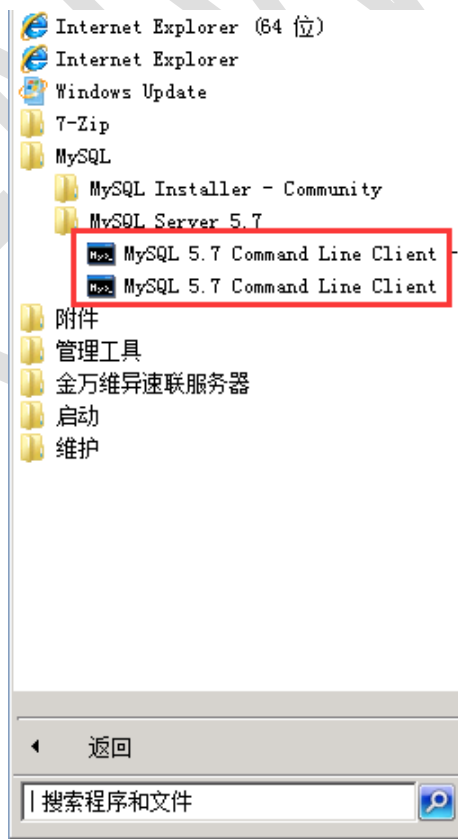 Internet Explorer (64 位)
Internet Explorer
Windows Update
7-Zip
MySQL
MySQL Installer - Community
MySQL Server 5.7
MySQL 5.7 Command Line Client -
MySQL 5.7 Command Line Client
附件
管理工具
金万维异速联服务器
启动
维护
返回
搜索程序和文件